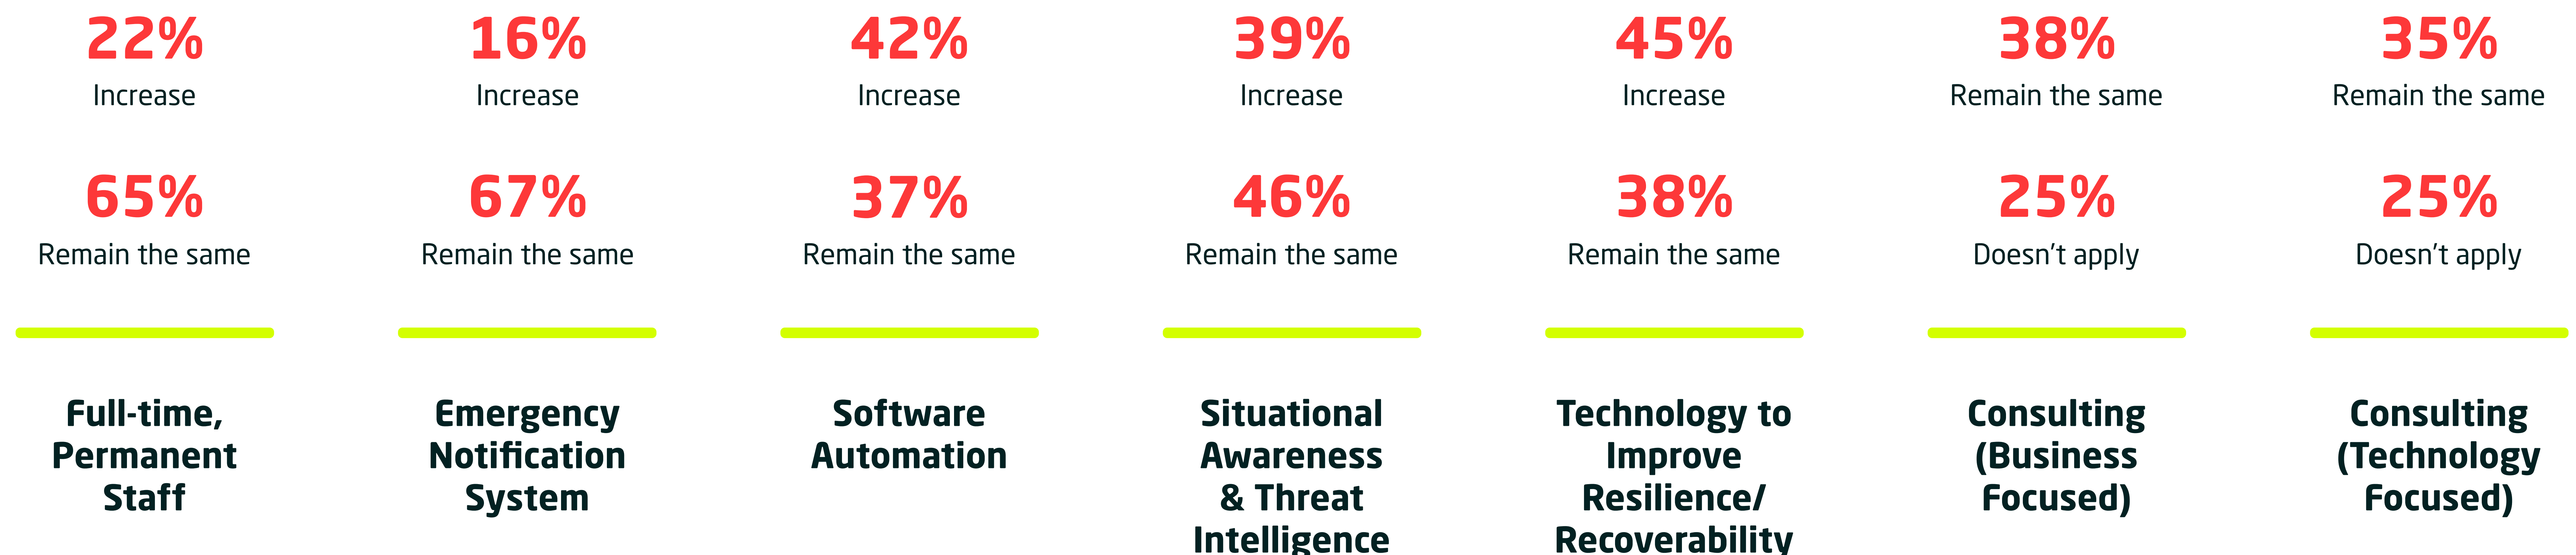 22%
Increase
65%
Remain the same
Full-time,
Permanent
Staff
16%
Increase
67%
Remain the same
Emergency
Notification
System
42%
Increase
37%
Remain the same
Software
Automation
39%
Increase
46%
Remain the same
Situational
Awareness
& Threat
Intelligence
45%
Increase
38%
Remain the same
Technology to
Improve
Resilience/
Recoverability
38%
Remain the same
25%
Doesn't apply
Consulting
(Business
Focused)
35%
Remain the same
25%
Doesn't apply
Consulting
(Technology
Focused)